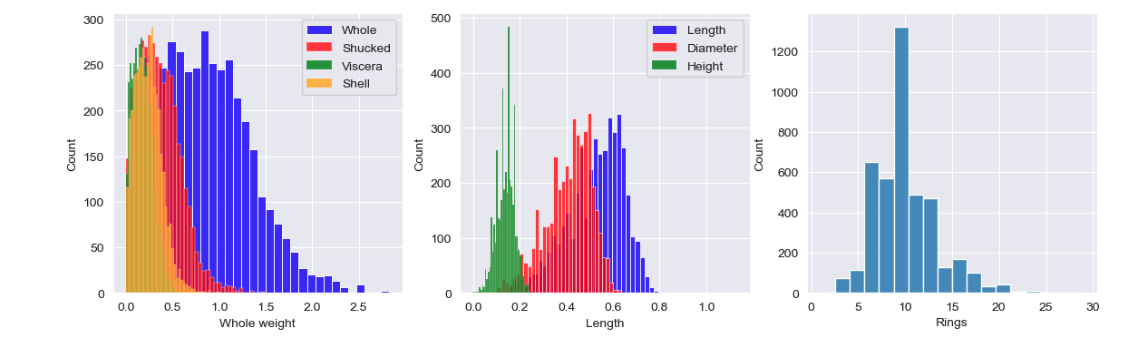 Whole
Shucked
Viscera
Shell
300
250
200
150
100
50
0
Count
0.0 0.5 1.0 1.5 2.0 2.5
Whole weight
Length
Diameter
Height
500
400
300
200
100
0
Count
0.0 0.2 0.4 0.6 0.8 1.0
Length
1200
1000
800
600
400
200
0
Count
0 5 10 15 20 25 30
Rings